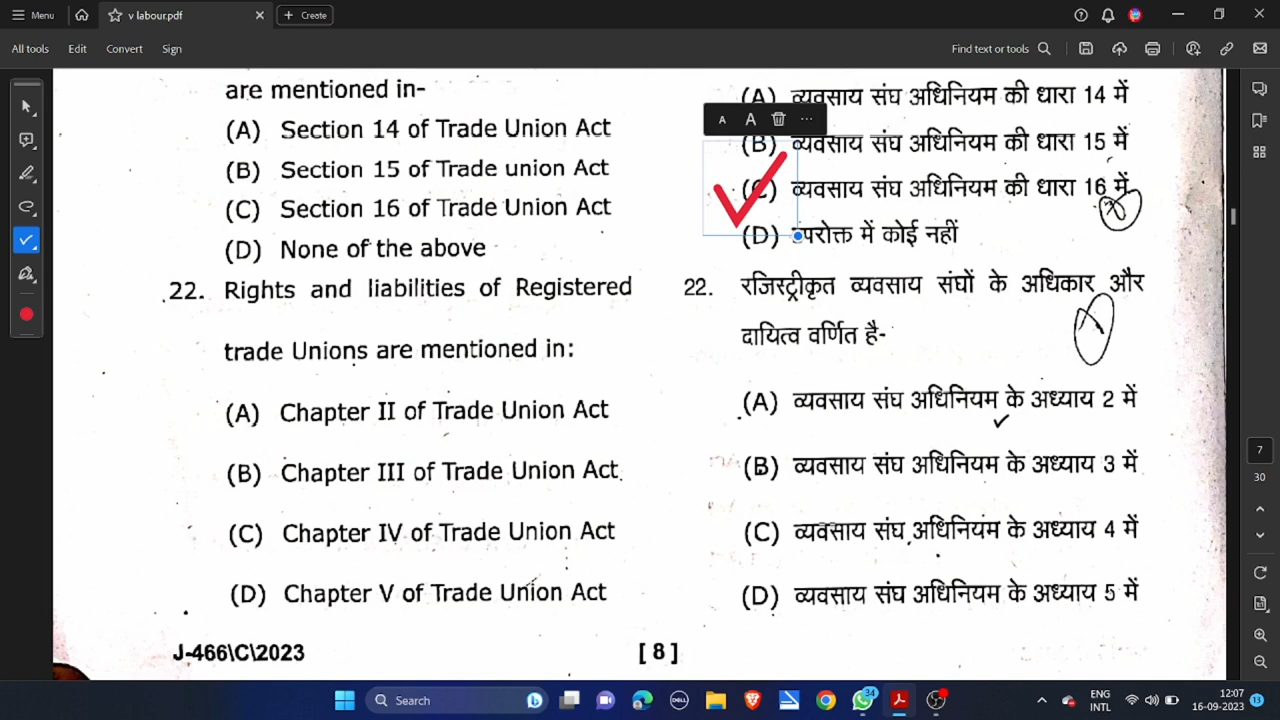 Menu
v labour.pdf
Create
All tools
Edit
Convert
Sign
Find text or tools
are mentioned in-
(A) Section 14 of Trade Union Act
(B) Section 15 of Trade union Act
(C) Section 16 of Trade Union Act
(D) None of the above
22. Rights and liabilities of Registered
trade Unions are mentioned in:
(A) Chapter II of Trade Union Act
(B) Chapter III of Trade Union Act
(C) Chapter IV of Trade Union Act
(D) Chapter V of Trade Union Act
(A) व्यवसाय संघ अधिनियम की धारा 14 में
A A
(B) व्यवसाय संघ अधिनियम की धारा 15 में
(C) व्यवसाय संघ अधिनियम की धारा 16 में
(D) उपरोक्त में कोई नहीं
22. रजिस्ट्रीकृत व्यवसाय संघों के अधिकार और
दायित्व वर्णित है-
(A) व्यवसाय संघ अधिनियम के अध्याय 2 में
(B) व्यवसाय संघ अधिनियम के अध्याय 3 में
(C) व्यवसाय संघ अधिनियम के अध्याय 4 में
(D) व्यवसाय संघ अधिनियम के अध्याय 5 में
J-466\C\2023
[ 8 ]
7
30
Search
DELL
34
ENG
INTL
12:07
16-09-2023
13